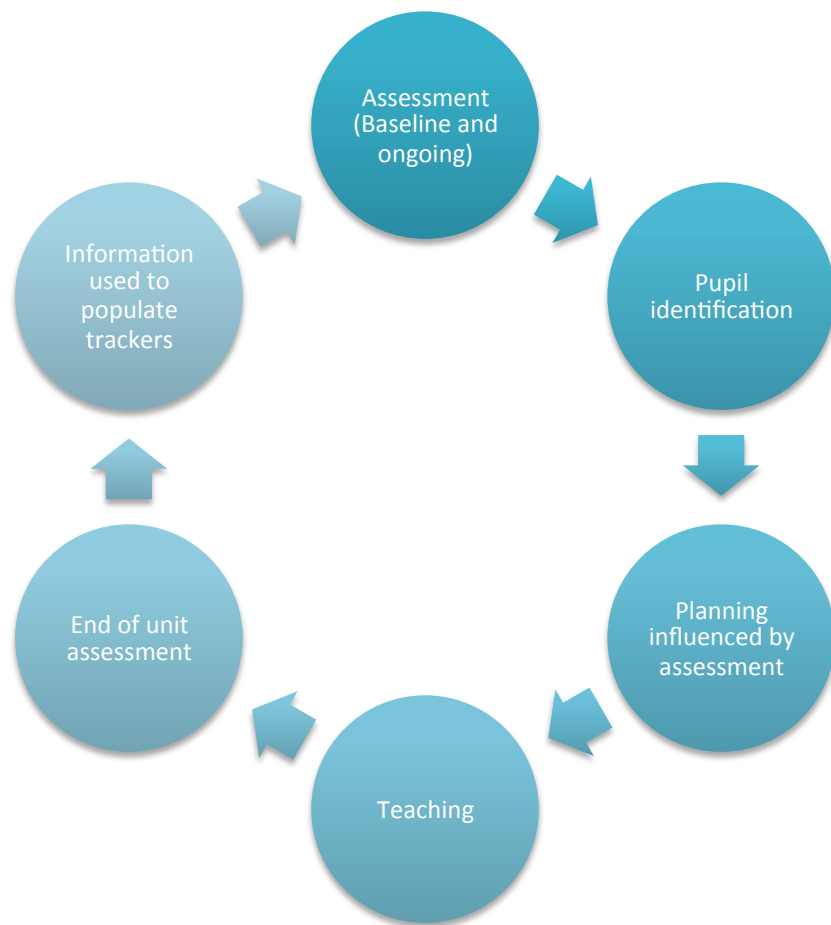 Assessment
(Baseline and
ongoing)
Pupil
identification
Planning
influenced by
assessment
Teaching
End of unit
assessment
Information
used to
populate
trackers